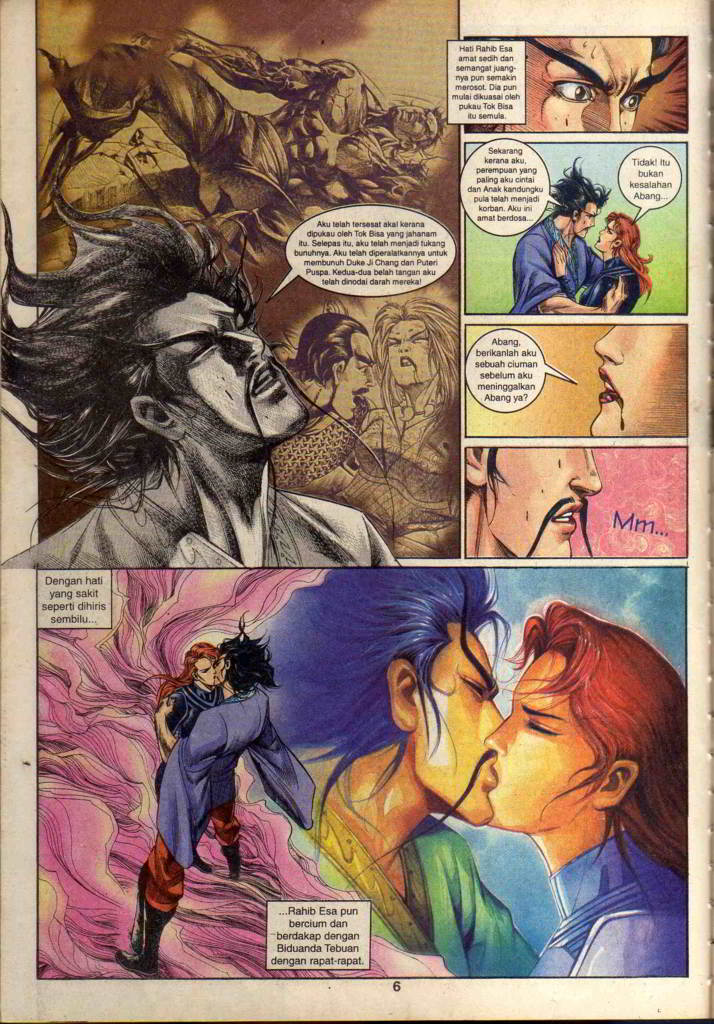 Hati Rahib Esa
amat sedih dan
semangat juang-
nya pun semakin
merosot. Dia pun
mulai dikuasai oleh
pukau Tok Bisa
itu semula.
Aku telah tersesat akal kerana
dipukau oleh Tok Bisa yang jahanam
itu. Selepas itu, aku telah menjadi tukang
bunuhnya. Aku telah diperalatkannya untuk
membunuh Duke Ji Chang dan Puteri
Puspa. Kedua-dua belah tangan aku
telah dinodai darah mereka!
Sekarang
kerana aku,
perempuan yang
paling aku cintai
dan Anak kandungku
pula telah menjadi
korban. Aku ini
amat berdosa...
Tidak! Itu
bukan
kesalahan
Abang...
Abang,
berikanlah aku
sebuah ciuman
sebelum aku
meninggalkan
Abang ya?
Mm...
Dengan hati
yang sakit
seperti dihiris
sembilu...
...Rahib Esa pun
bercium dan
berdakap dengan
Biduanda Tebuan
dengan rapat-rapat.
6